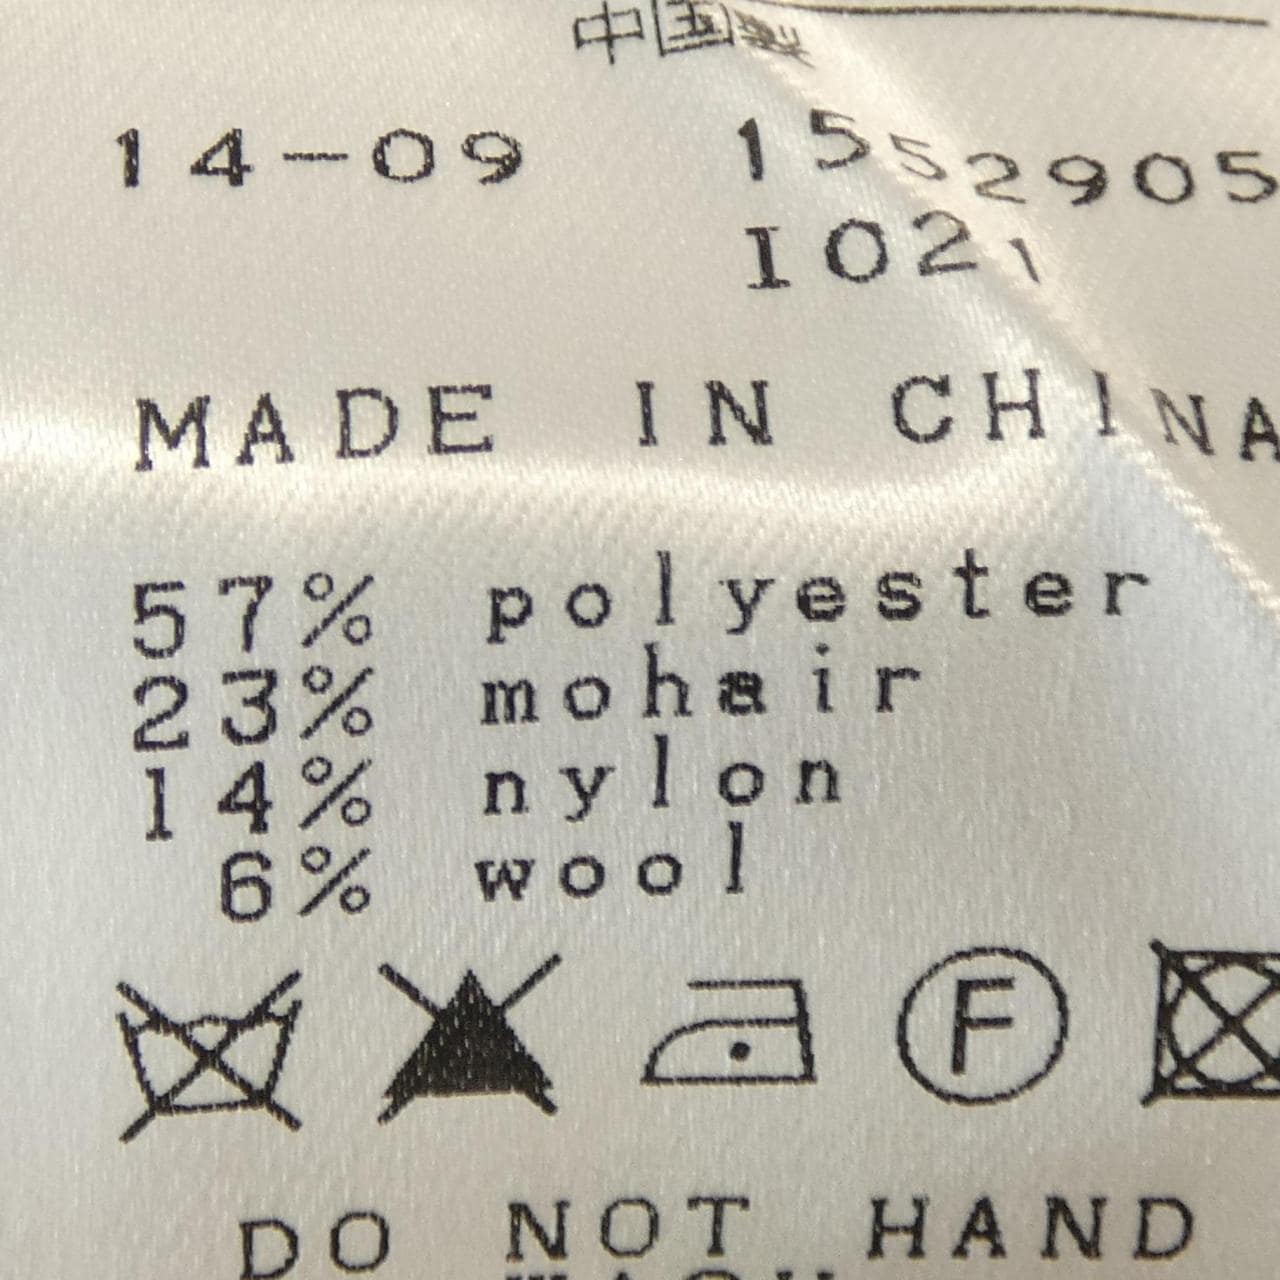 中国製
14-09 1552905
1021
MADE IN CHINA
57% polyester
23% mohair
14% nylon
6% wool
F
DO NOT HAND